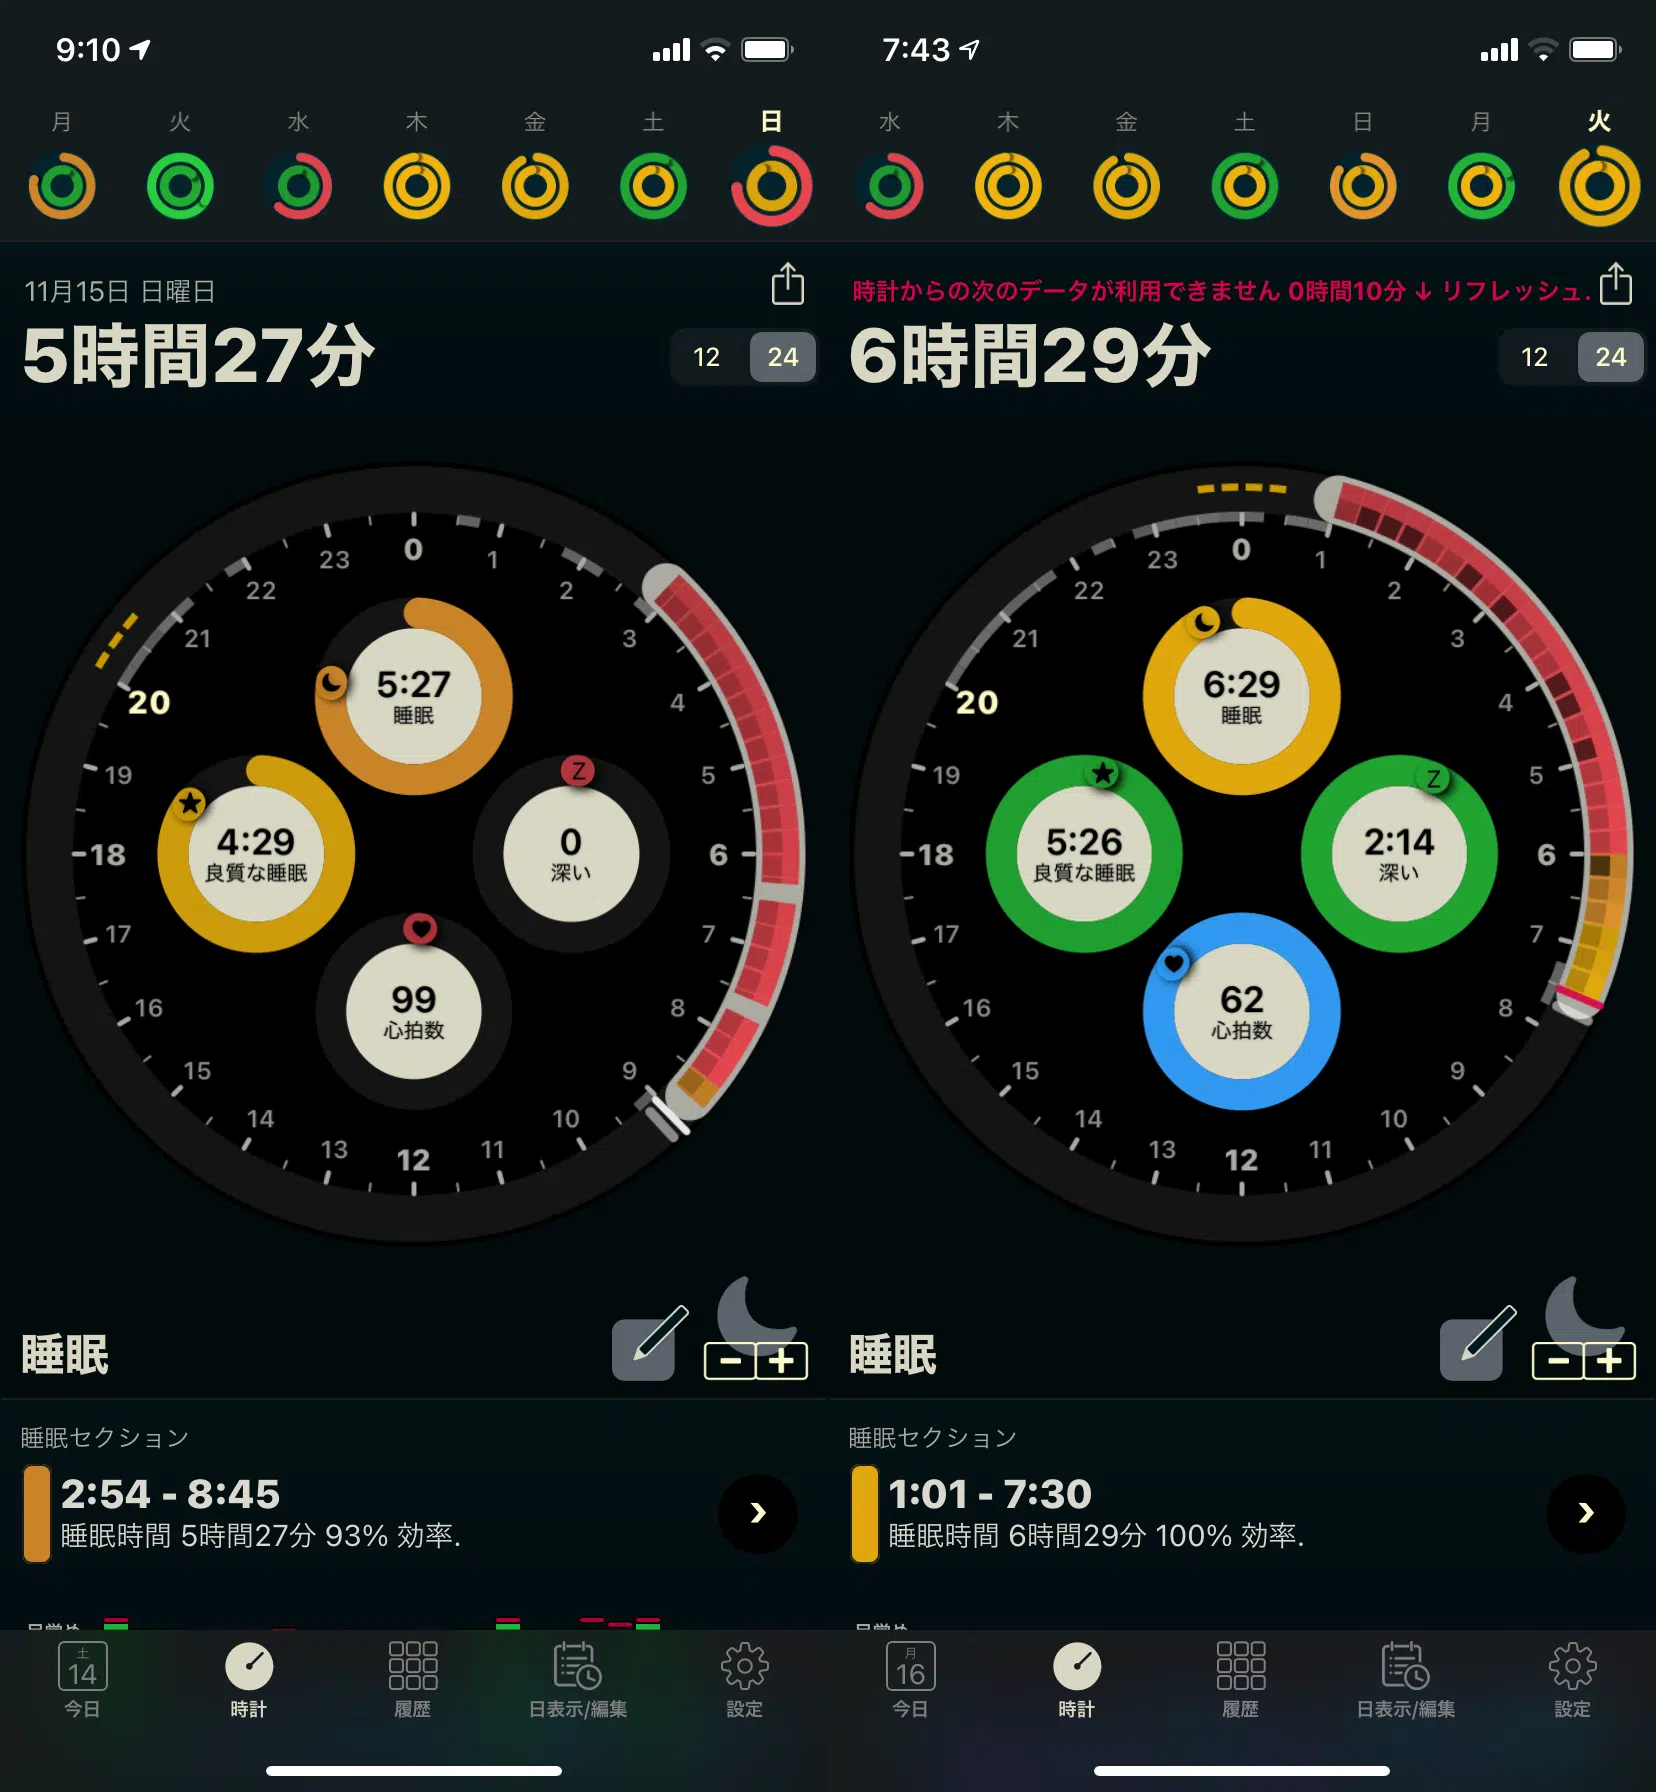 9:10
月 火 水 木 金 土 日
11月15日 日曜日
5時間27分
12 24
0
23 1
22 2
21 3
20 4
19 5
18 6
17 7
16 8
15 9
14 10
13 11
12
5:27
睡眠
4:29
良質な睡眠
Z
0
深い
99
心拍数
睡眠
- +
睡眠セクション
2:54 - 8:45
睡眠時間 5時間27分 93% 効率.
土
14
今日 時計 履歴 日表示/編集 設定
7:43
水 木 金 土 日 月 火
時計からの次のデータが利用できません 0時間10分 ↓ リフレッシュ.
6時間29分
12 24
0
23 1
22 2
21 3
20 4
19 5
18 6
17 7
16 8
15 9
14 10
13 11
12
6:29
睡眠
5:26
良質な睡眠
Z
2:14
深い
62
心拍数
睡眠
- +
睡眠セクション
1:01 - 7:30
睡眠時間 6時間29分 100% 効率.
月
16
今日 時計 履歴 日表示/編集 設定